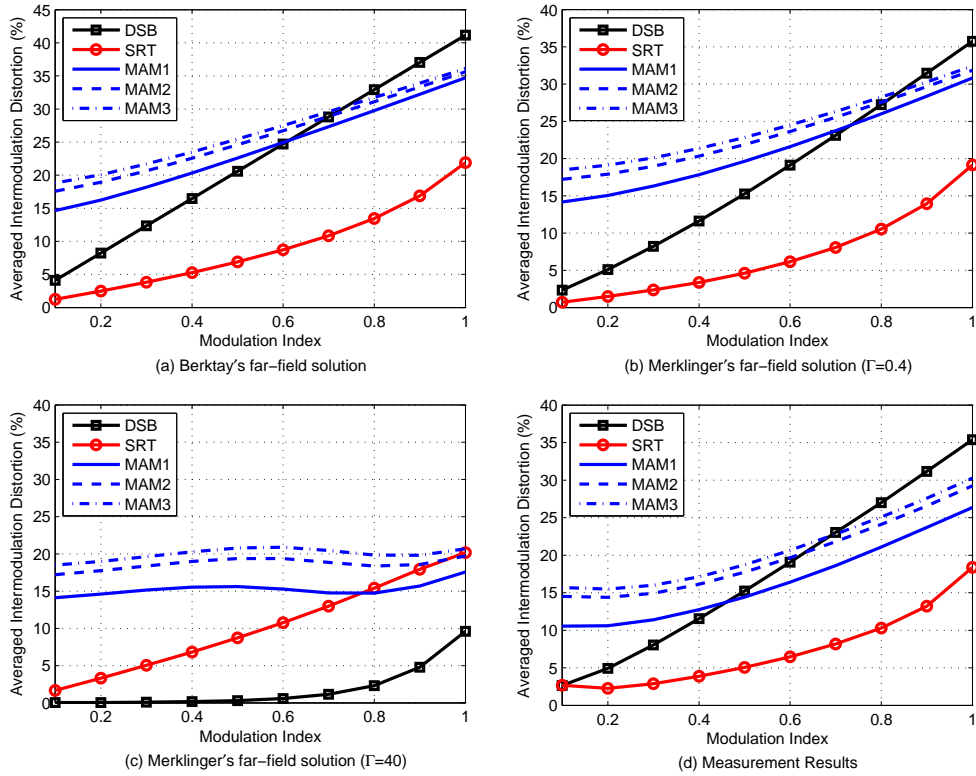 Averaged Intermodulation Distortion (%)
45
40
35
30
25
20
15
10
5
0
DSB
SRT
MAM1
MAM2
MAM3
0.2 0.4 0.6 0.8 1
Modulation Index
(a) Berktay's far−field solution
Averaged Intermodulation Distortion (%)
40
35
30
25
20
15
10
5
0
DSB
SRT
MAM1
MAM2
MAM3
0.2 0.4 0.6 0.8 1
Modulation Index
(b) Merklinger's far−field solution (Γ=0.4)
Averaged Intermodulation Distortion (%)
40
35
30
25
20
15
10
5
0
DSB
SRT
MAM1
MAM2
MAM3
0.2 0.4 0.6 0.8 1
Modulation Index
(c) Merklinger's far−field solution (Γ=40)
Averaged Intermodulation Distortion (%)
40
35
30
25
20
15
10
5
0
DSB
SRT
MAM1
MAM2
MAM3
0.2 0.4 0.6 0.8 1
Modulation Index
(d) Measurement Results